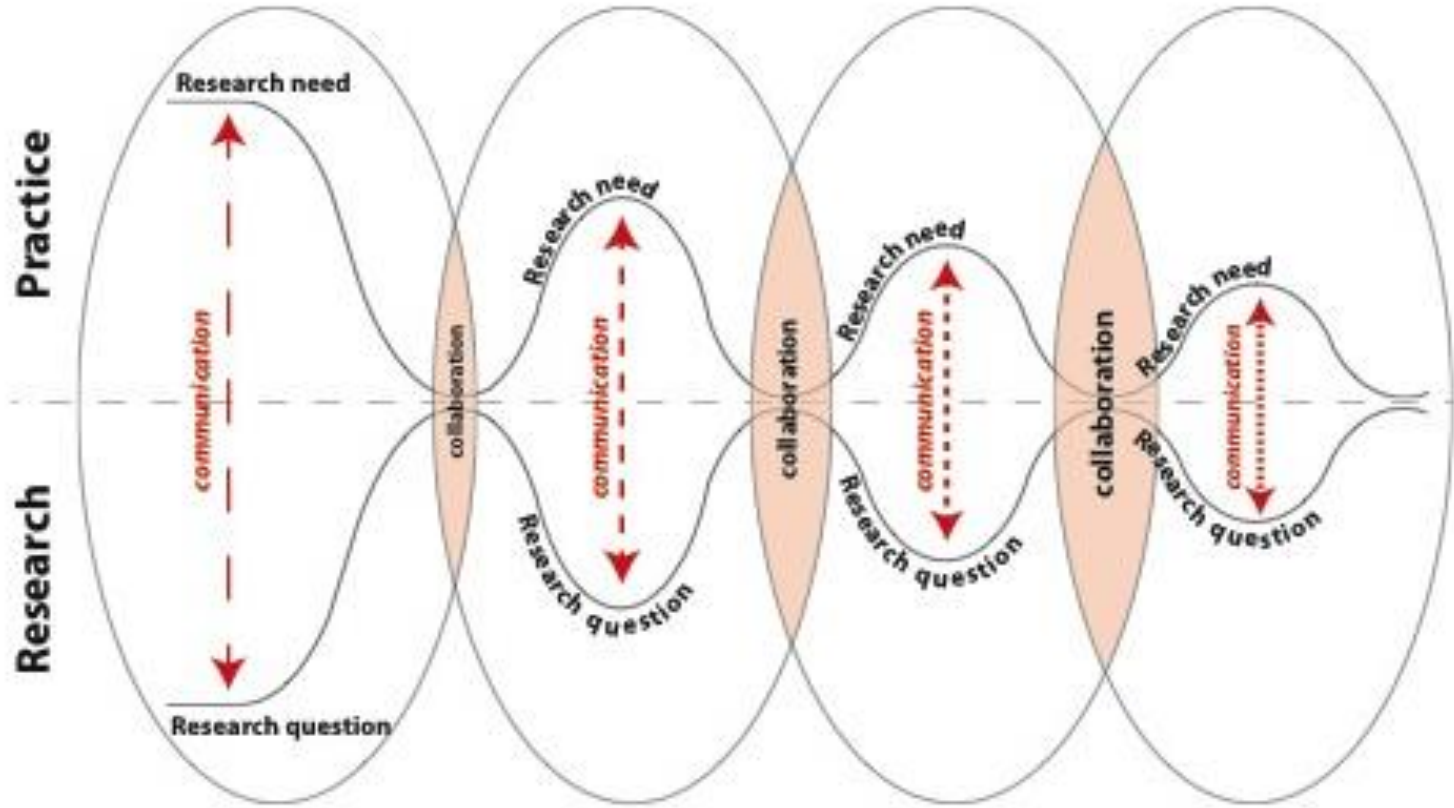 Practice
Research
Research need
communication
Research question
collaboration
Research need
communication
Research question
collaboration
Research need
communication
Research question
collaboration
Research need
communication
Research question